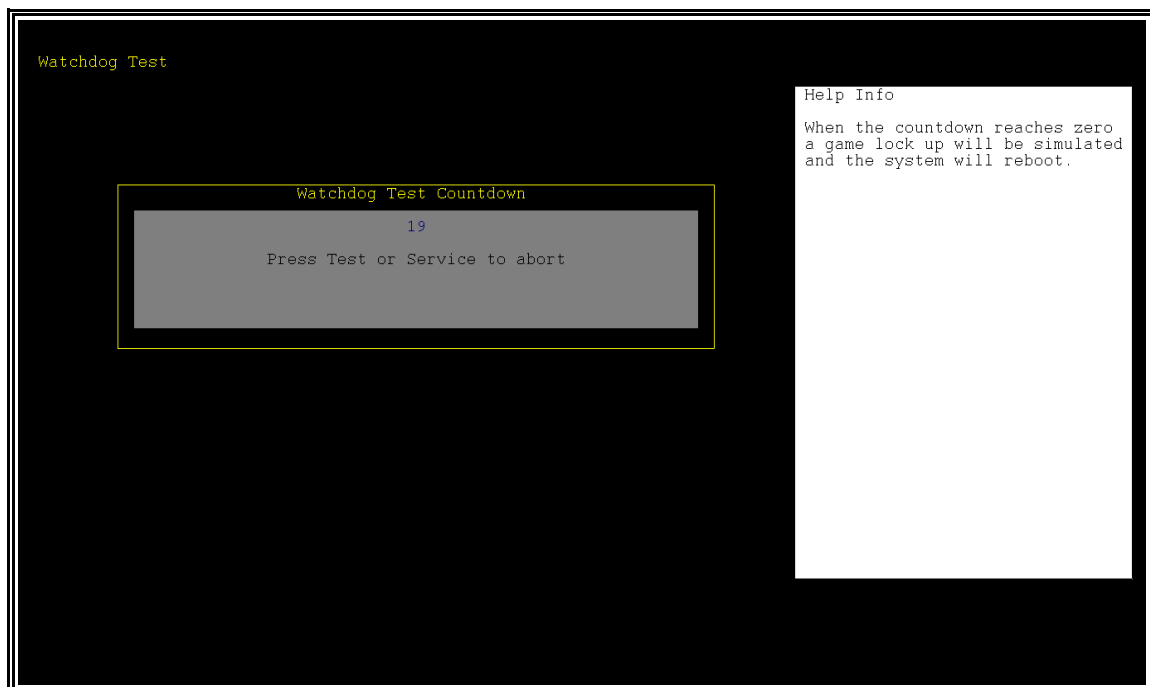 Watchdog Test
Help Info
When the countdown reaches zero
a game lock up will be simulated
and the system will reboot.
Watchdog Test Countdown
19
Press Test or Service to abort